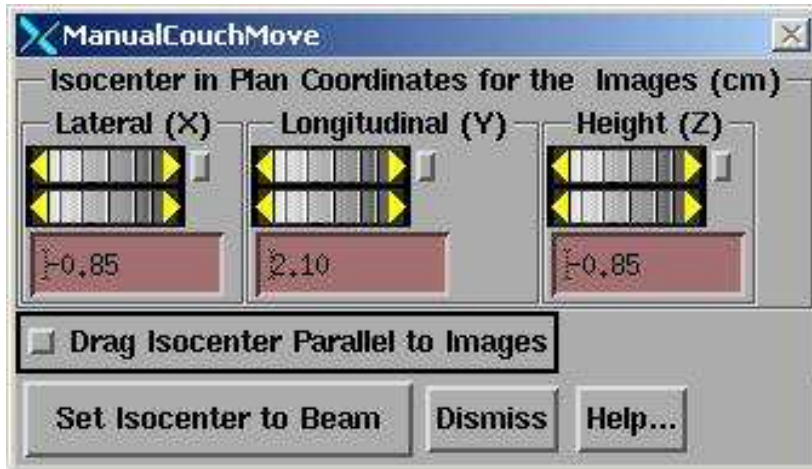 ManualCouchMove
Isocenter in Plan Coordinates for the Images (cm)
Lateral (X)
Longitudinal (Y)
Height (Z)
-0.85
2.10
-0.85
Drag Isocenter Parallel to Images
Set Isocenter to Beam
Dismiss
Help...